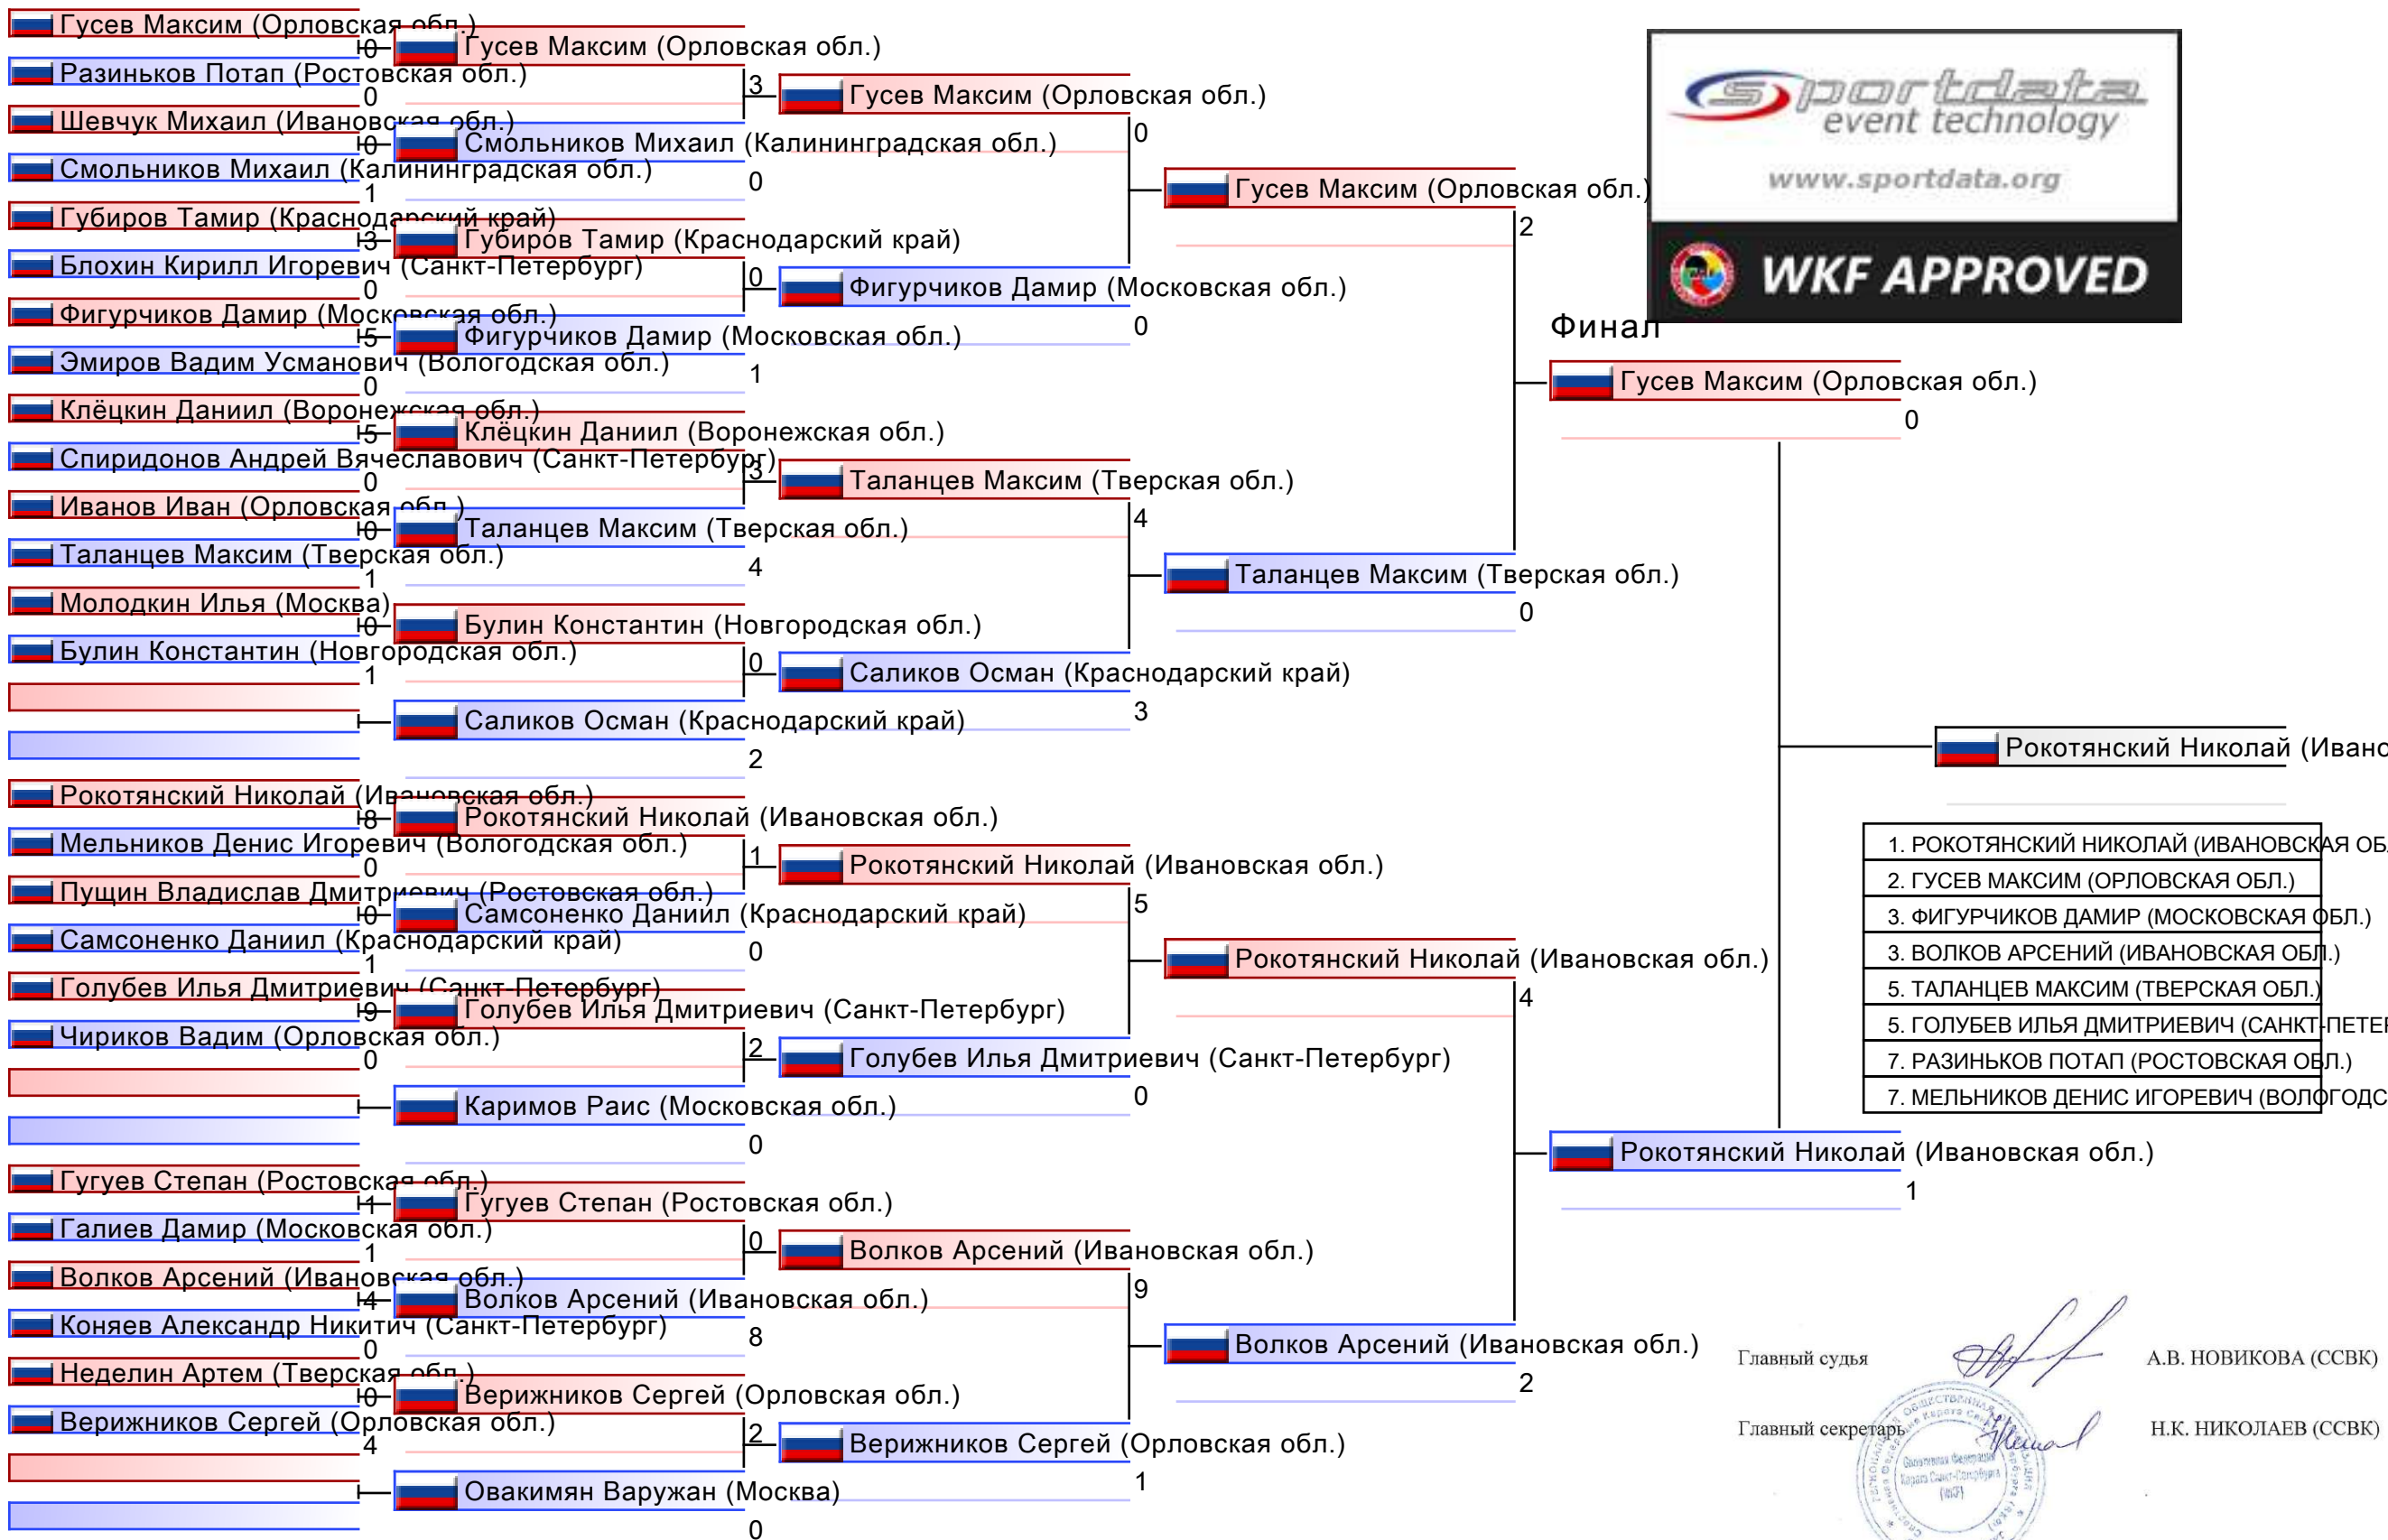 Гусев Максим (Орловская обл.)
0
Разиньков Потап (Ростовская обл.)
0
Шевчук Михаил (Ивановская обл.)
0
Смольников Михаил (Калининградская обл.)
1
Губиров Тамир (Краснодарский край)
3
Блохин Кирилл Игоревич (Санкт-Петербург)
0
Фигурчиков Дамир (Московская обл.)
5
Эмиров Вадим Усманович (Вологодская обл.)
0
Клёцкин Даниил (Воронежская обл.)
5
Спиридонов Андрей Вячеславович (Санкт-Петербург)
0
Иванов Иван (Орловская обл.)
0
Таланцев Максим (Тверская обл.)
1
Молодкин Илья (Москва)
0
Булин Константин (Новгородская обл.)
1
Рокотянский Николай (Ивановская обл.)
8
Мельников Денис Игоревич (Вологодская обл.)
0
Пущин Владислав Дмитриевич (Ростовская обл.)
0
Самсоненко Даниил (Краснодарский край)
1
Голубев Илья Дмитриевич (Санкт-Петербург)
9
Чириков Вадим (Орловская обл.)
0
Гугуев Степан (Ростовская обл.)
1
Галиев Дамир (Московская обл.)
1
Волков Арсений (Ивановская обл.)
4
Коняев Александр Никитич (Санкт-Петербург)
0
Неделин Артем (Тверская обл.)
0
Верижников Сергей (Орловская обл.)
4
Гусев Максим (Орловская обл.)
3
Смольников Михаил (Калининградская обл.)
0
Губиров Тамир (Краснодарский край)
0
Фигурчиков Дамир (Московская обл.)
1
Клёцкин Даниил (Воронежская обл.)
3
Таланцев Максим (Тверская обл.)
4
Булин Константин (Новгородская обл.)
0
Саликов Осман (Краснодарский край)
2
Рокотянский Николай (Ивановская обл.)
1
Самсоненко Даниил (Краснодарский край)
0
Голубев Илья Дмитриевич (Санкт-Петербург)
2
Каримов Раис (Московская обл.)
0
Гугуев Степан (Ростовская обл.)
0
Волков Арсений (Ивановская обл.)
8
Верижников Сергей (Орловская обл.)
2
Овакимян Варужан (Москва)
0
Гусев Максим (Орловская обл.)
0
Фигурчиков Дамир (Московская обл.)
0
Таланцев Максим (Тверская обл.)
4
Саликов Осман (Краснодарский край)
3
Рокотянский Николай (Ивановская обл.)
5
Голубев Илья Дмитриевич (Санкт-Петербург)
0
Волков Арсений (Ивановская обл.)
9
Верижников Сергей (Орловская обл.)
1
Гусев Максим (Орловская обл.)
2
Таланцев Максим (Тверская обл.)
0
Рокотянский Николай (Ивановская обл.)
4
Волков Арсений (Ивановская обл.)
2
sportdata
event technology
www.sportdata.org
WKF APPROVED
Финал
Гусев Максим (Орловская обл.)
0
Рокотянский Николай (Ивановская обл.)
1
Рокотянский Николай (Ивано
1. РОКОТЯНСКИЙ НИКОЛАЙ (ИВАНОВСКАЯ ОБ
2. ГУСЕВ МАКСИМ (ОРЛОВСКАЯ ОБЛ.)
3. ФИГУРЧИКОВ ДАМИР (МОСКОВСКАЯ ОБЛ.)
3. ВОЛКОВ АРСЕНИЙ (ИВАНОВСКАЯ ОБЛ.)
5. ТАЛАНЦЕВ МАКСИМ (ТВЕРСКАЯ ОБЛ.)
5. ГОЛУБЕВ ИЛЬЯ ДМИТРИЕВИЧ (САНКТ-ПЕТЕ
7. РАЗИНЬКОВ ПОТАП (РОСТОВСКАЯ ОБЛ.)
7. МЕЛЬНИКОВ ДЕНИС ИГОРЕВИЧ (ВОЛОГОДС
Главный судья А.В. НОВИКОВА (ССВК)
Главный секретарь Н.К. НИКОЛАЕВ (ССВК)